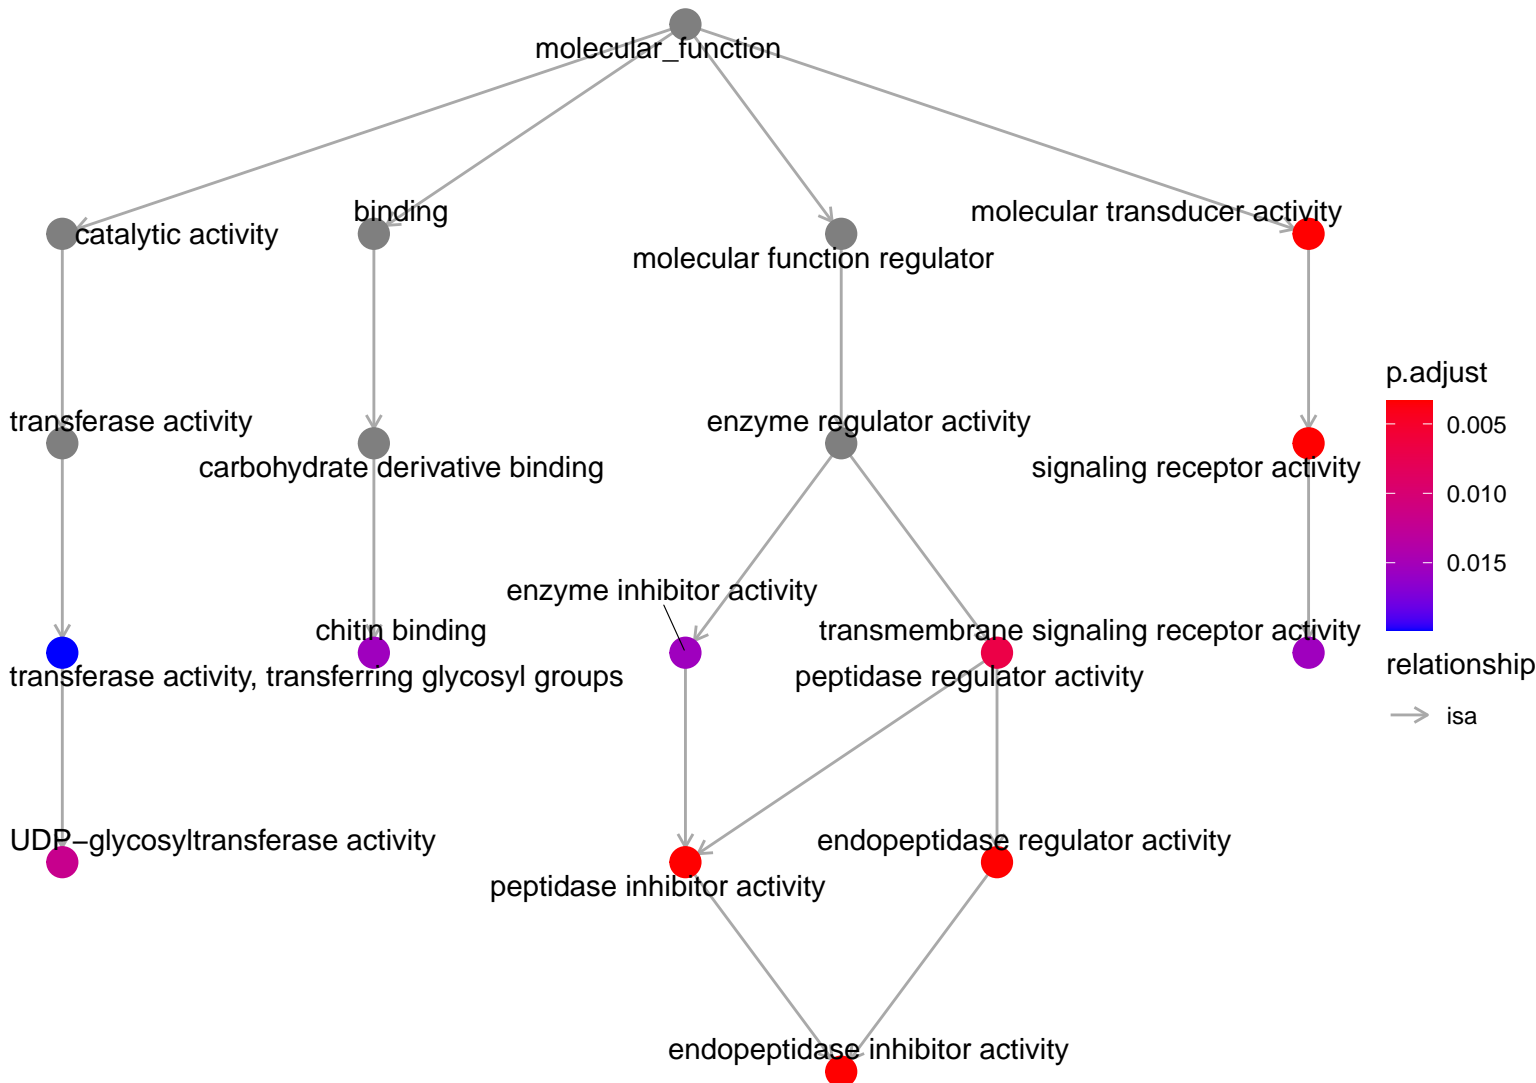 molecular_function
binding
molecular transducer activity
catalytic activity
molecular function regulator
p.adjust
0.005
transferase activity
enzyme regulator activity
carbohydrate derivative binding
signaling receptor activity
0.010
0.015
enzyme inhibitor activity
chitin binding
transmembrane signaling receptor activity
relationship
transferase activity, transferring glycosyl groups
peptidase regulator activity
isa
UDP−glycosyltransferase activity
endopeptidase regulator activity
peptidase inhibitor activity
endopeptidase inhibitor activity